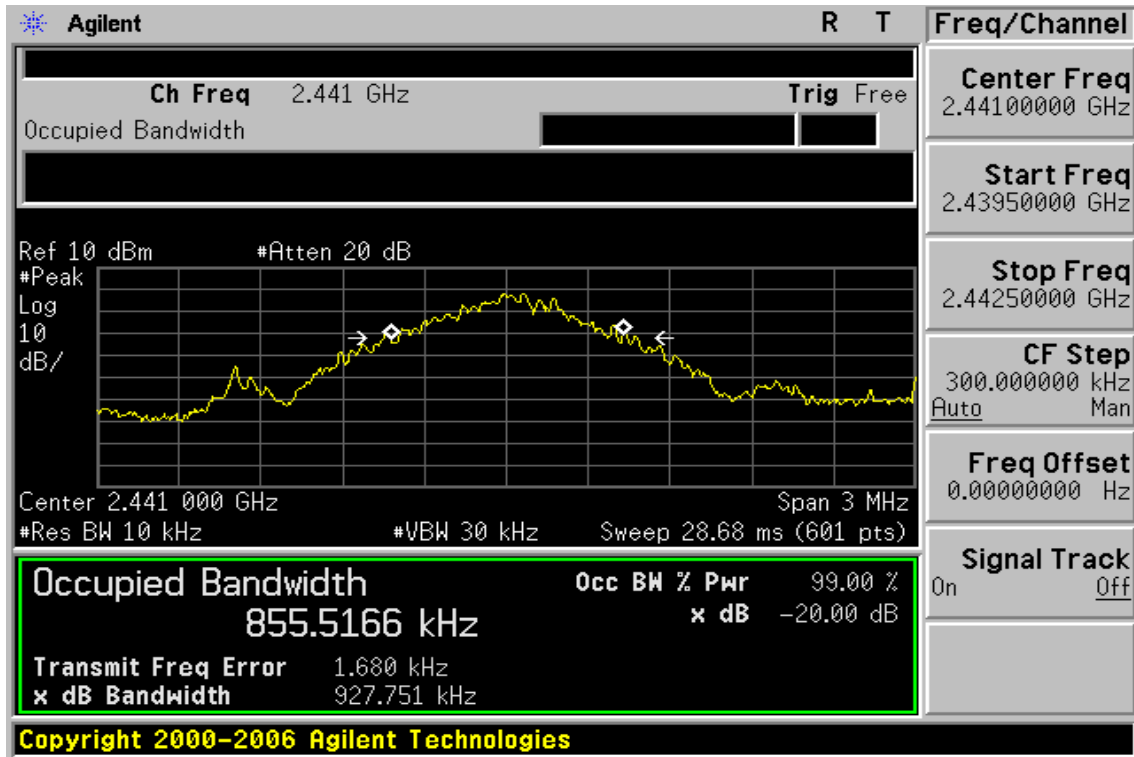 Agilent R T
Ch Freq 2.441 GHz Trig Free
Occupied Bandwidth
Ref 10 dBm #Atten 20 dB
#Peak
Log
10
dB/
Center 2.441 000 GHz Span 3 MHz
#Res BW 10 kHz #VBW 30 kHz Sweep 28.68 ms (601 pts)
Occupied Bandwidth
855.5166 kHz
Occ BW % Pwr 99.00 %
x dB -20.00 dB
Transmit Freq Error 1.680 kHz
x dB Bandwidth 927.751 kHz
Copyright 2000-2006 Agilent Technologies
Freq/Channel
Center Freq
2.44100000 GHz
Start Freq
2.43950000 GHz
Stop Freq
2.44250000 GHz
CF Step
300.000000 kHz
Auto Man
Freq Offset
0.00000000 Hz
Signal Track
On Off